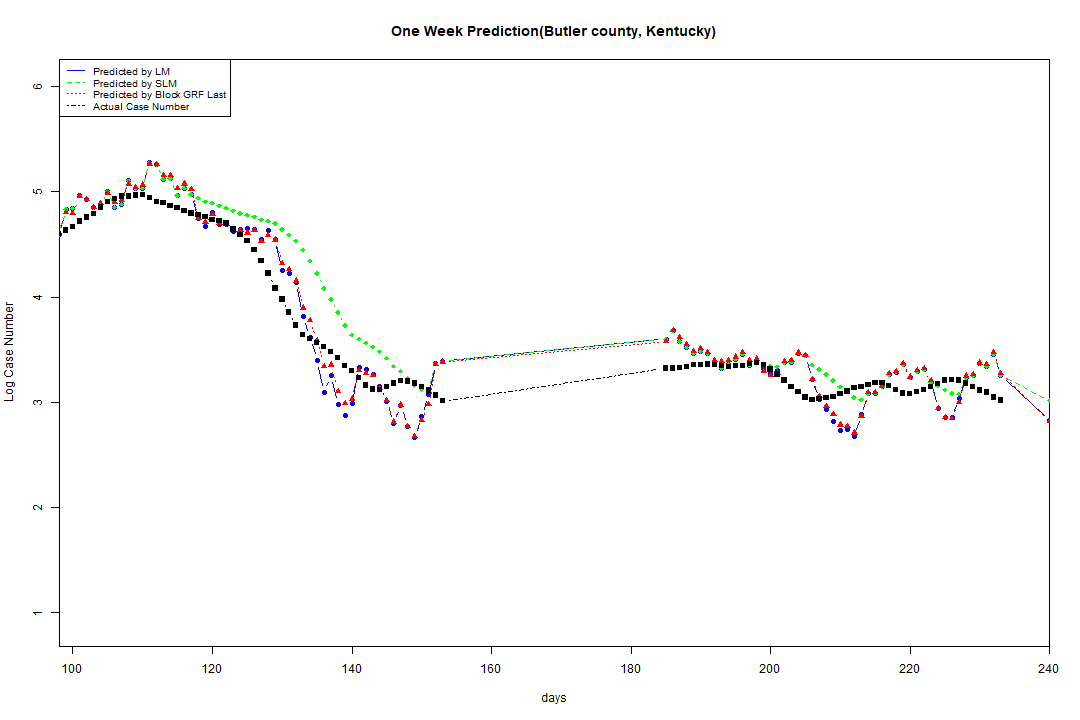 One Week Prediction(Butler county, Kentucky)
Predicted by LM
Predicted by SLM
Predicted by Block GRF Last
Actual Case Number
6
5
4
3
2
1
Log Case Number
100 120 140 160 180 200 220 240
days